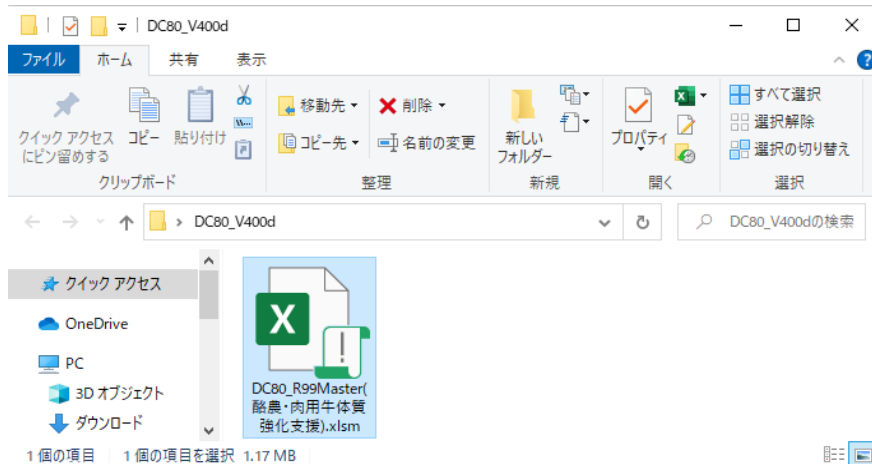 DC80_V400d
ファイル ホーム 共有 表示
クイック アクセス
にピン留めする
コピー
貼り付け
クリップボード
移動先
コピー先
削除
名前の変更
整理
新しい
フォルダー
新規
プロパティ
開く
すべて選択
選択解除
選択の切り替え
選択
DC80_V400d
DC80_V400dの検索
クイック アクセス
OneDrive
PC
3D オブジェクト
ダウンロード
DC80_R99Master(
酪農・肉用牛体質
強化支援).xlsm
1 個の項目 1 個の項目を選択 1.17 MB